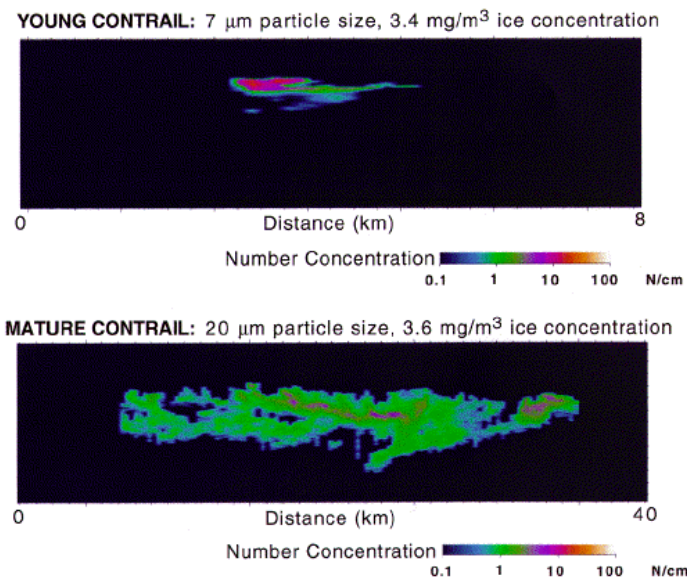 YOUNG CONTRAIL: 7 μm particle size, 3.4 mg/m³ ice concentration
0 Distance (km) 8
Number Concentration
0.1 1 10 100 N/cm
MATURE CONTRAIL: 20 μm particle size, 3.6 mg/m³ ice concentration
0 Distance (km) 40
Number Concentration
0.1 1 10 100 N/cm